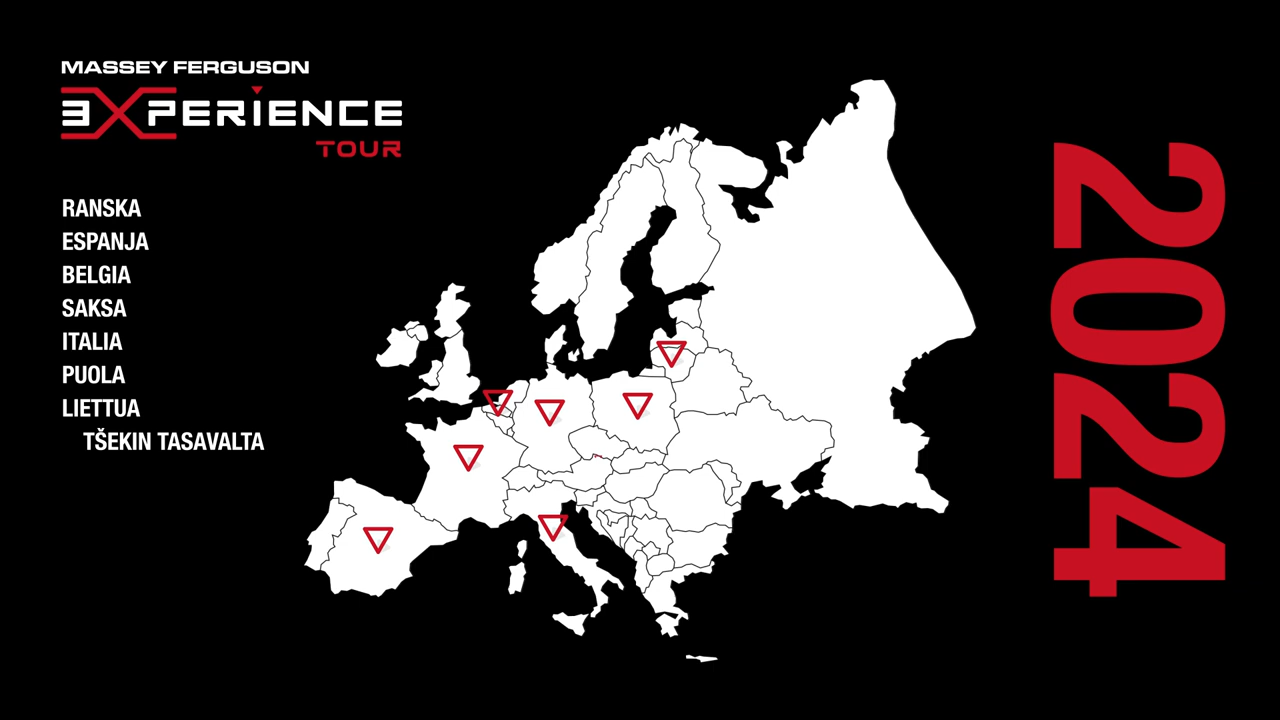 MASSEY FERGUSON
EXPERIENCE
TOUR
RANSKA
ESPANJA
BELGIA
SAKSA
ITALIA
PUOLA
LIETTUA
TŠEKIN TASAVALTA
2024